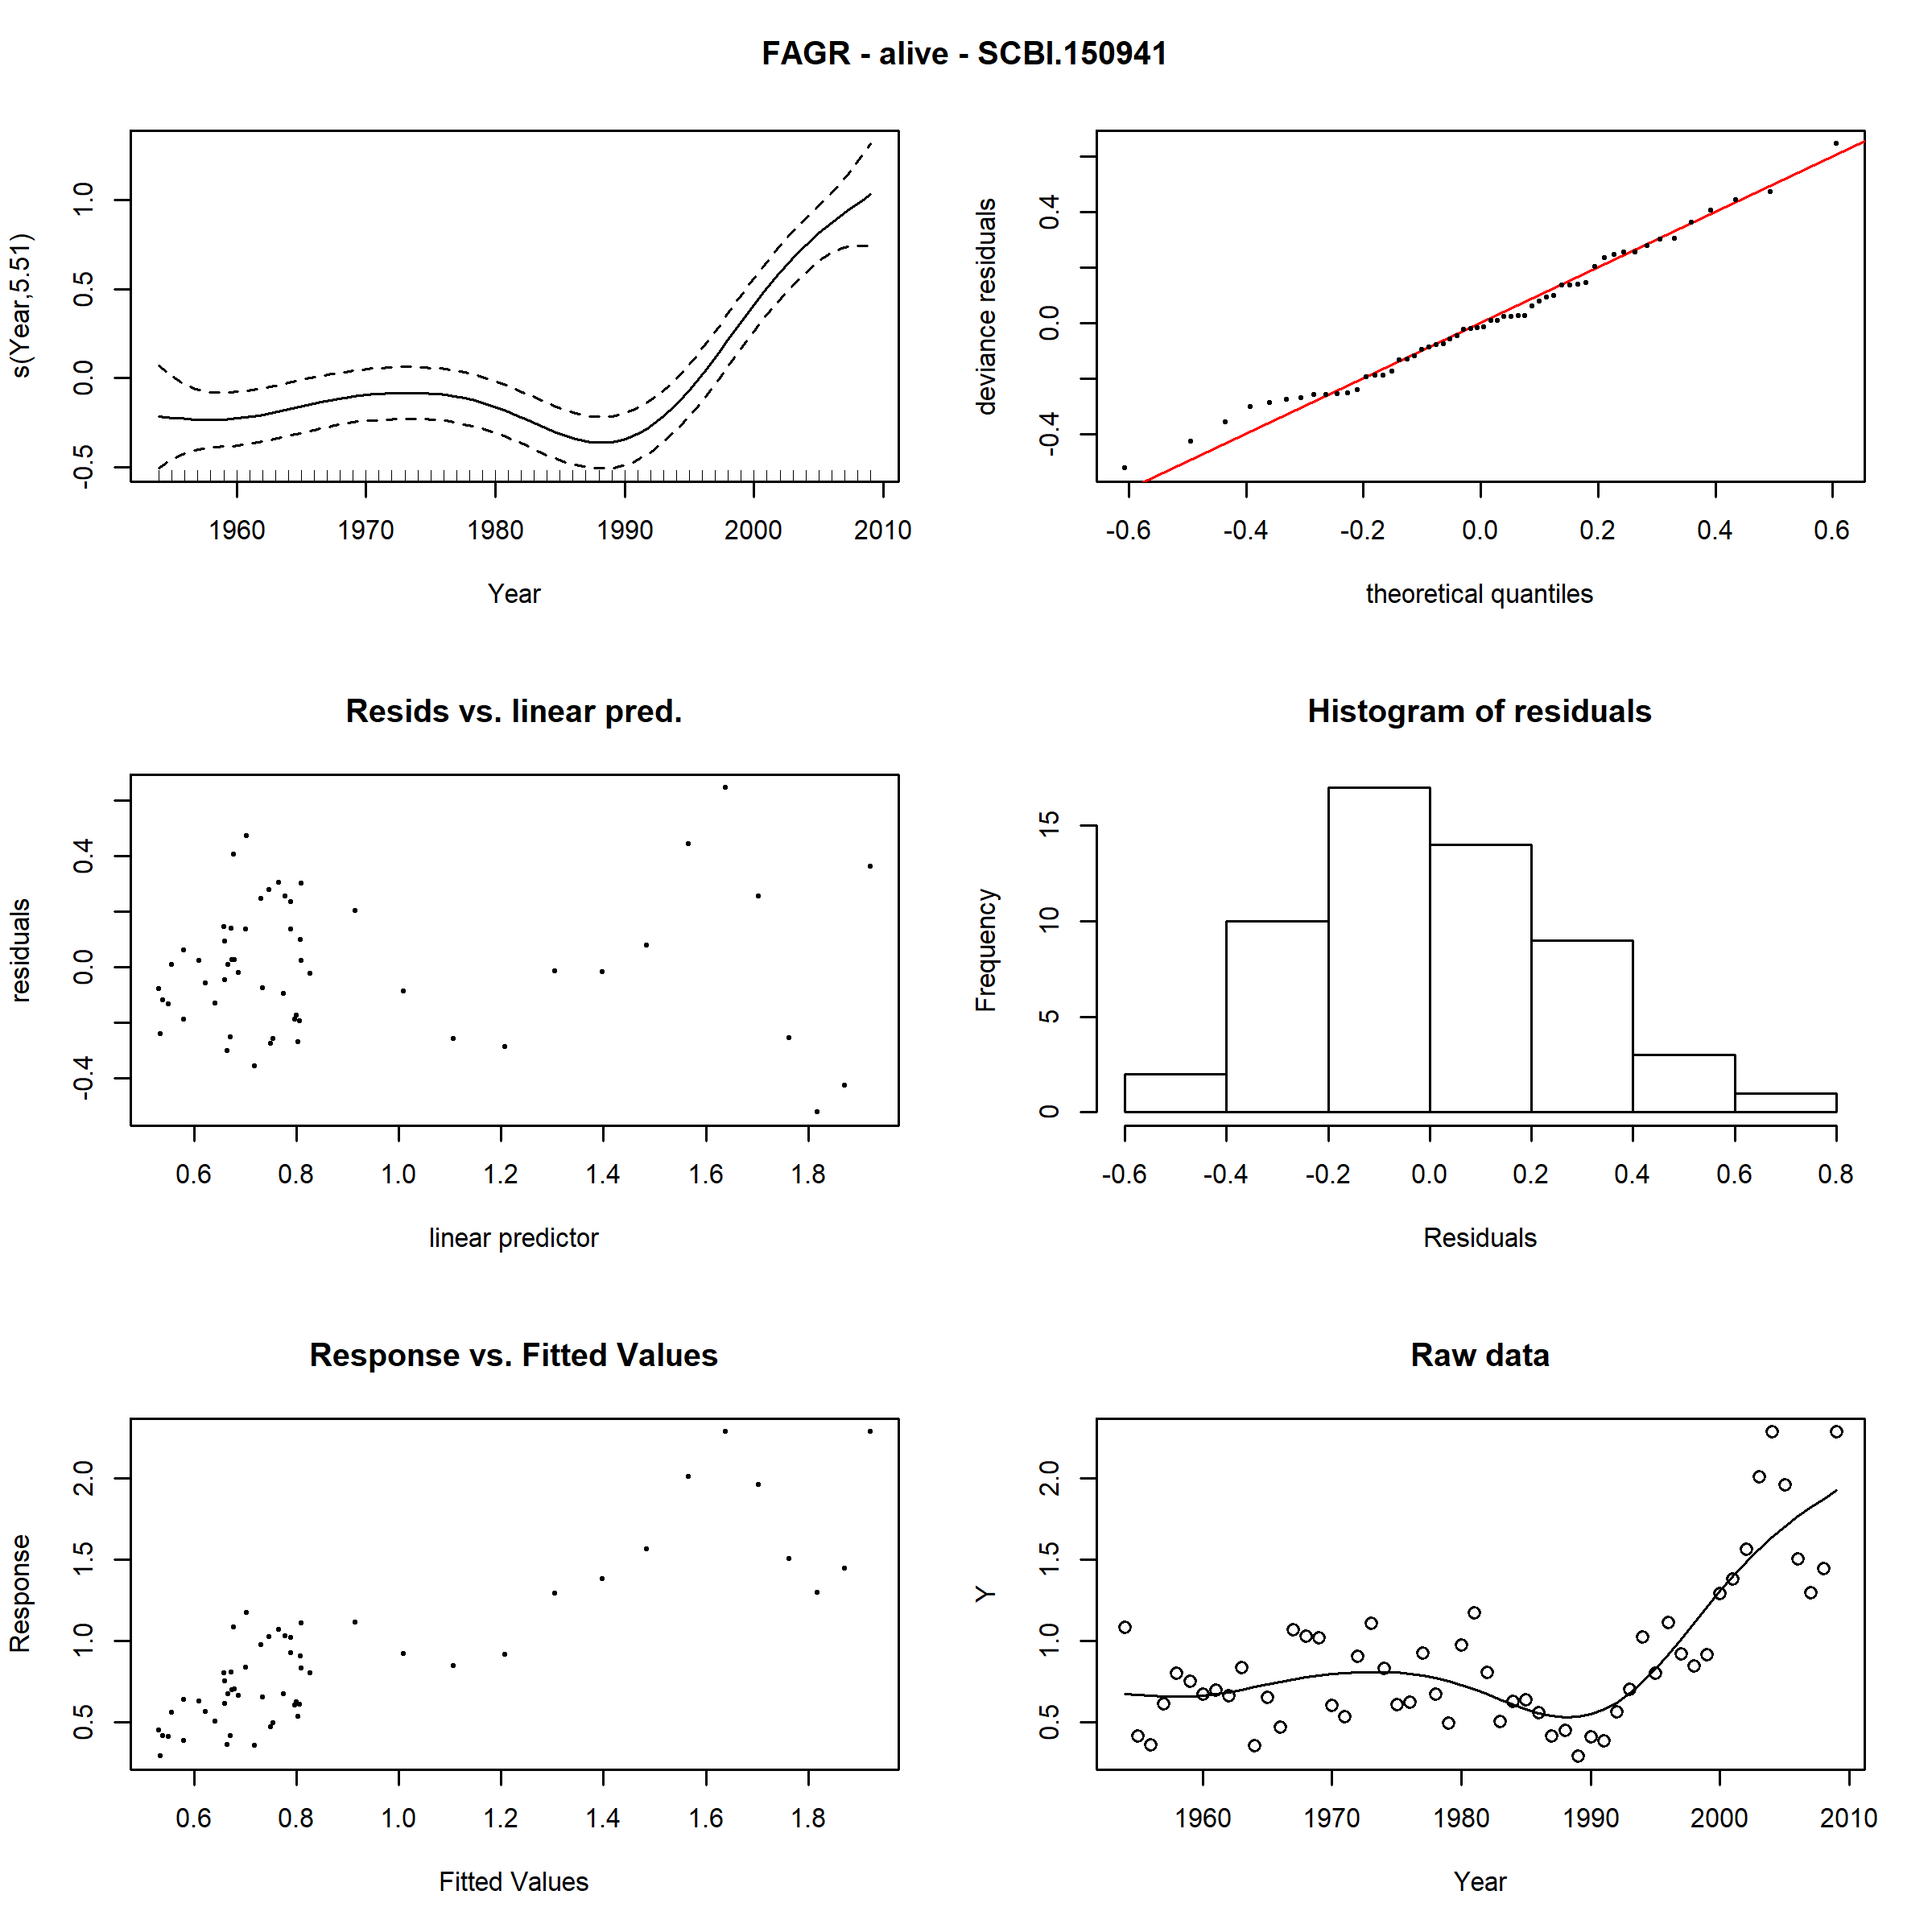 FAGR - alive - SCBI.150941
s(Year,5.51)
-0.5 0.0 0.5 1.0
1960 1970 1980 1990 2000 2010
Year
deviance residuals
-0.4 0.0 0.4
-0.6 -0.4 -0.2 0.0 0.2 0.4 0.6
theoretical quantiles
Resids vs. linear pred.
residuals
-0.4 0.0 0.4
0.6 0.8 1.0 1.2 1.4 1.6 1.8
linear predictor
Histogram of residuals
Frequency
0 5 10 15
-0.6 -0.4 -0.2 0.0 0.2 0.4 0.6 0.8
Residuals
Response vs. Fitted Values
Response
0.5 1.0 1.5 2.0
0.6 0.8 1.0 1.2 1.4 1.6 1.8
Fitted Values
Raw data
Y
0.5 1.0 1.5 2.0
1960 1970 1980 1990 2000 2010
Year